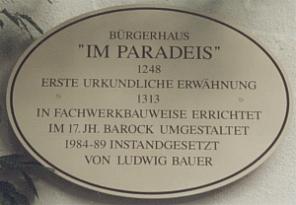 BÜRGERHAUS
"IM PARADEIS"
1248
ERSTE URKUNDLICHE ERWÄHNUNG
1313
IN FACHWERKBAUWEISE ERRICHTET
IM 17. JH. BAROCK UMGESTALTET
1984-89 INSTANDGESETZT
VON LUDWIG BAUER